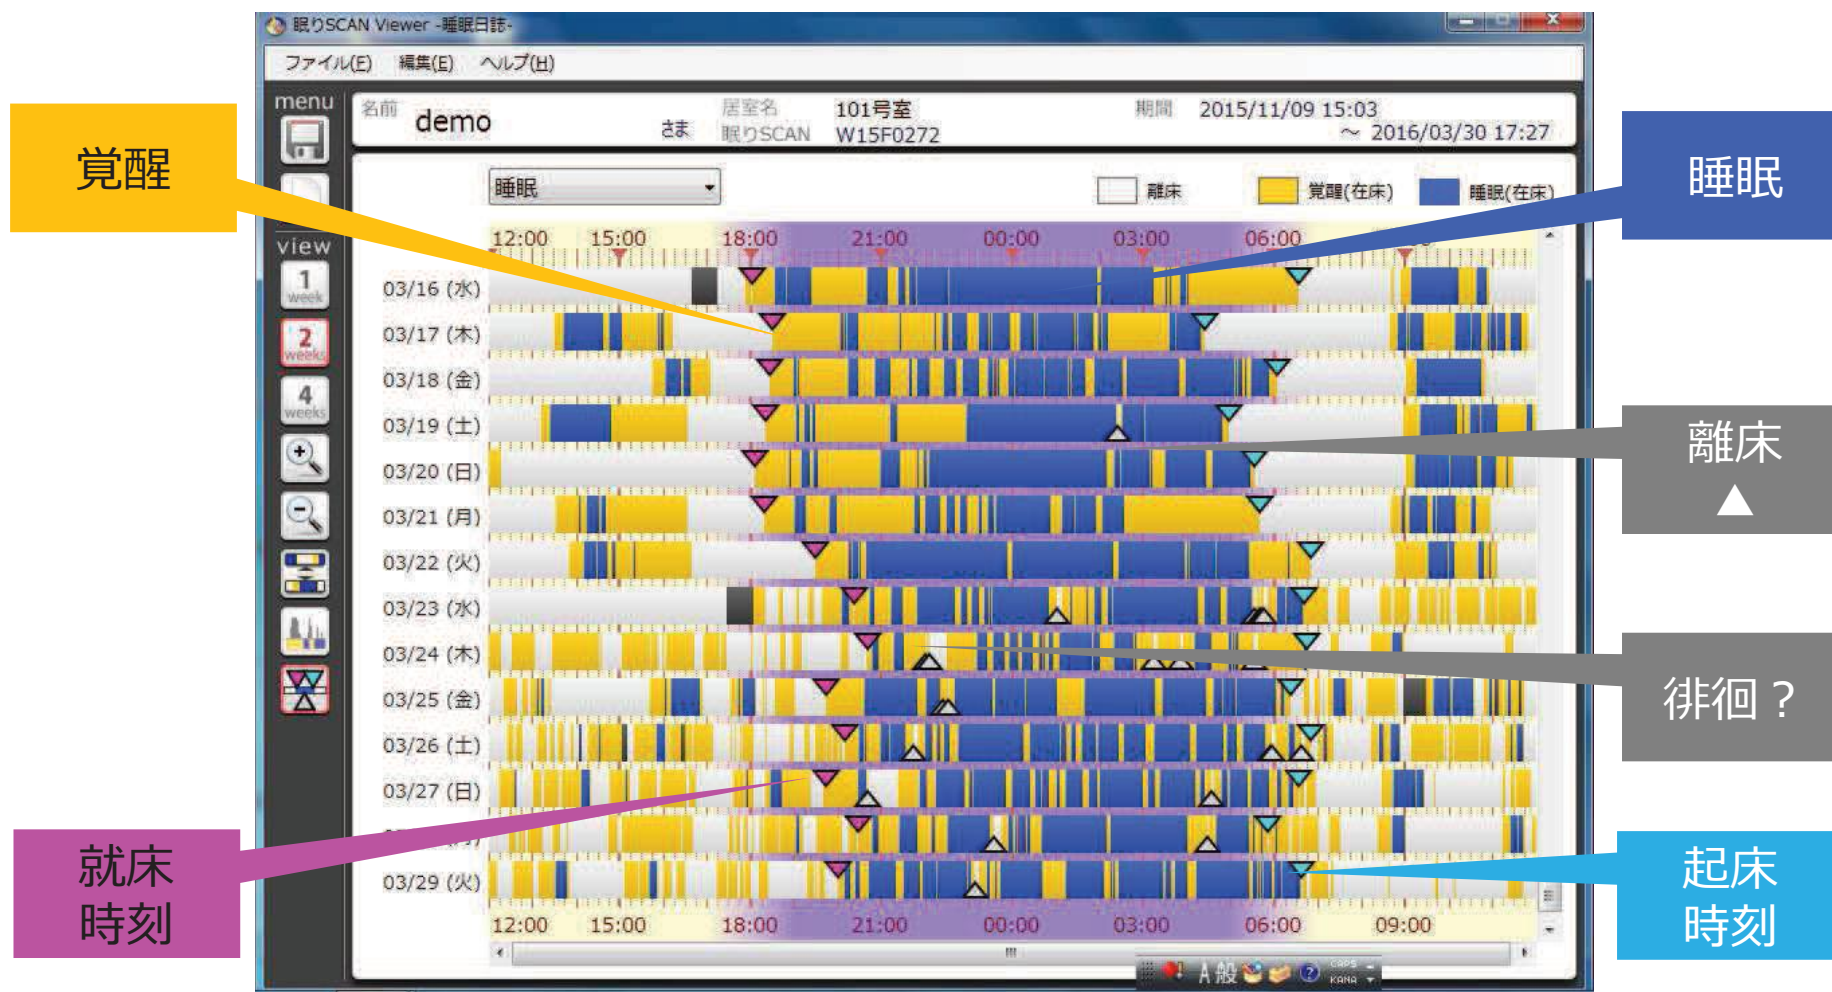 眠りSCAN Viewer -睡眠日誌-
ファイル(F) 編集(E) ヘルプ(H)
menu
名前 demo さま
居室名 101号室
眠りSCAN W15F0272
期間 2015/11/09 15:03
～ 2016/03/30 17:27
覚醒
睡眠
睡眠
離床 覚醒(在床) 睡眠(在床)
view
12:00 15:00 18:00 21:00 00:00 03:00 06:00
1
week
2
weeks
4
weeks
03/16 (水)
03/17 (木)
03/18 (金)
03/19 (土)
03/20 (日)
03/21 (月)
03/22 (火)
03/23 (水)
03/24 (木)
03/25 (金)
03/26 (土)
03/27 (日)
03/29 (火)
離床
▲
徘徊？
就床
時刻
起床
時刻
12:00 15:00 18:00 21:00 00:00 03:00 06:00 09:00
A 般 CAPS
KANA